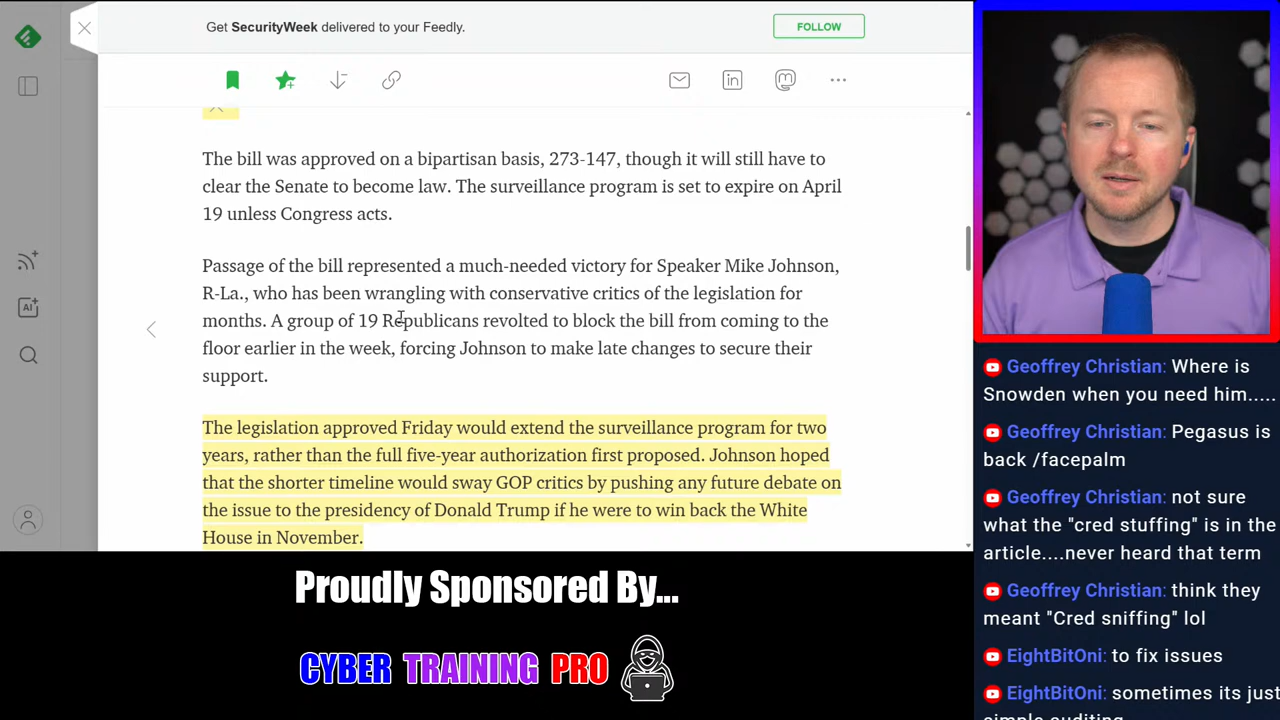 Get SecurityWeek delivered to your Feedly.
FOLLOW
The bill was approved on a bipartisan basis, 273-147, though it will still have to
clear the Senate to become law. The surveillance program is set to expire on April
19 unless Congress acts.
Passage of the bill represented a much-needed victory for Speaker Mike Johnson,
R-La., who has been wrangling with conservative critics of the legislation for
months. A group of 19 Republicans revolted to block the bill from coming to the
floor earlier in the week, forcing Johnson to make late changes to secure their
support.
The legislation approved Friday would extend the surveillance program for two
years, rather than the full five-year authorization first proposed. Johnson hoped
that the shorter timeline would sway GOP critics by pushing any future debate on
the issue to the presidency of Donald Trump if he were to win back the White
House in November.
Proudly Sponsored By...
CYBER TRAINING PRO
Geoffrey Christian: Where is
Snowden when you need him.....
Geoffrey Christian: Pegasus is
back /facepalm
Geoffrey Christian: not sure
what the "cred stuffing" is in the
article....never heard that term
Geoffrey Christian: think they
meant "Cred sniffing" lol
EightBitOni: to fix issues
EightBitOni: sometimes its just
simple auditing